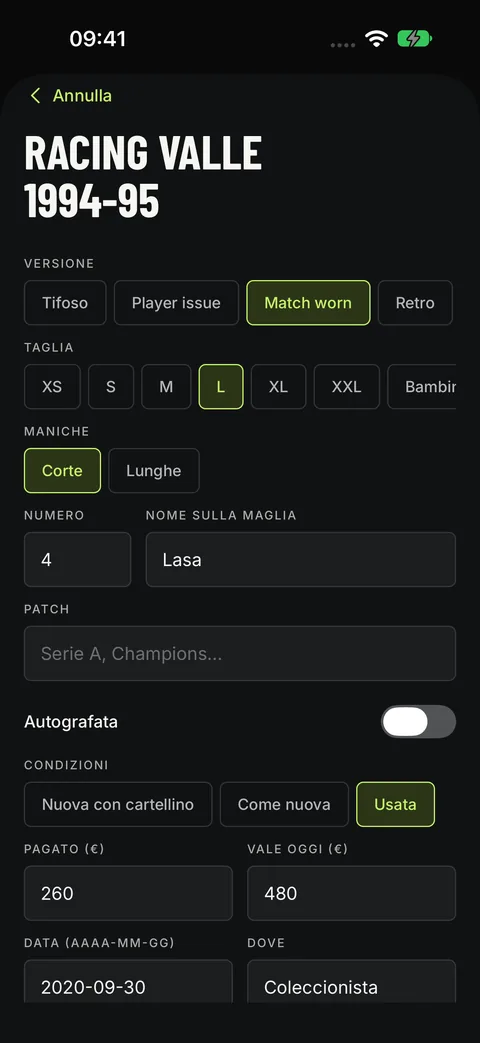 09:41
Annulla
RACING VALLE
1994-95
VERSIONE
Tifoso Player issue Match worn Retro
TAGLIA
XS S M L XL XXL Bambin
MANICHE
Corte Lunghe
NUMERO NOME SULLA MAGLIA
4 Lasa
PATCH
Serie A, Champions...
Autografata
CONDIZIONI
Nuova con cartellino Come nuova Usata
PAGATO (€) VALE OGGI (€)
260 480
DATA (AAAA-MM-GG) DOVE
2020-09-30 Coleccionista